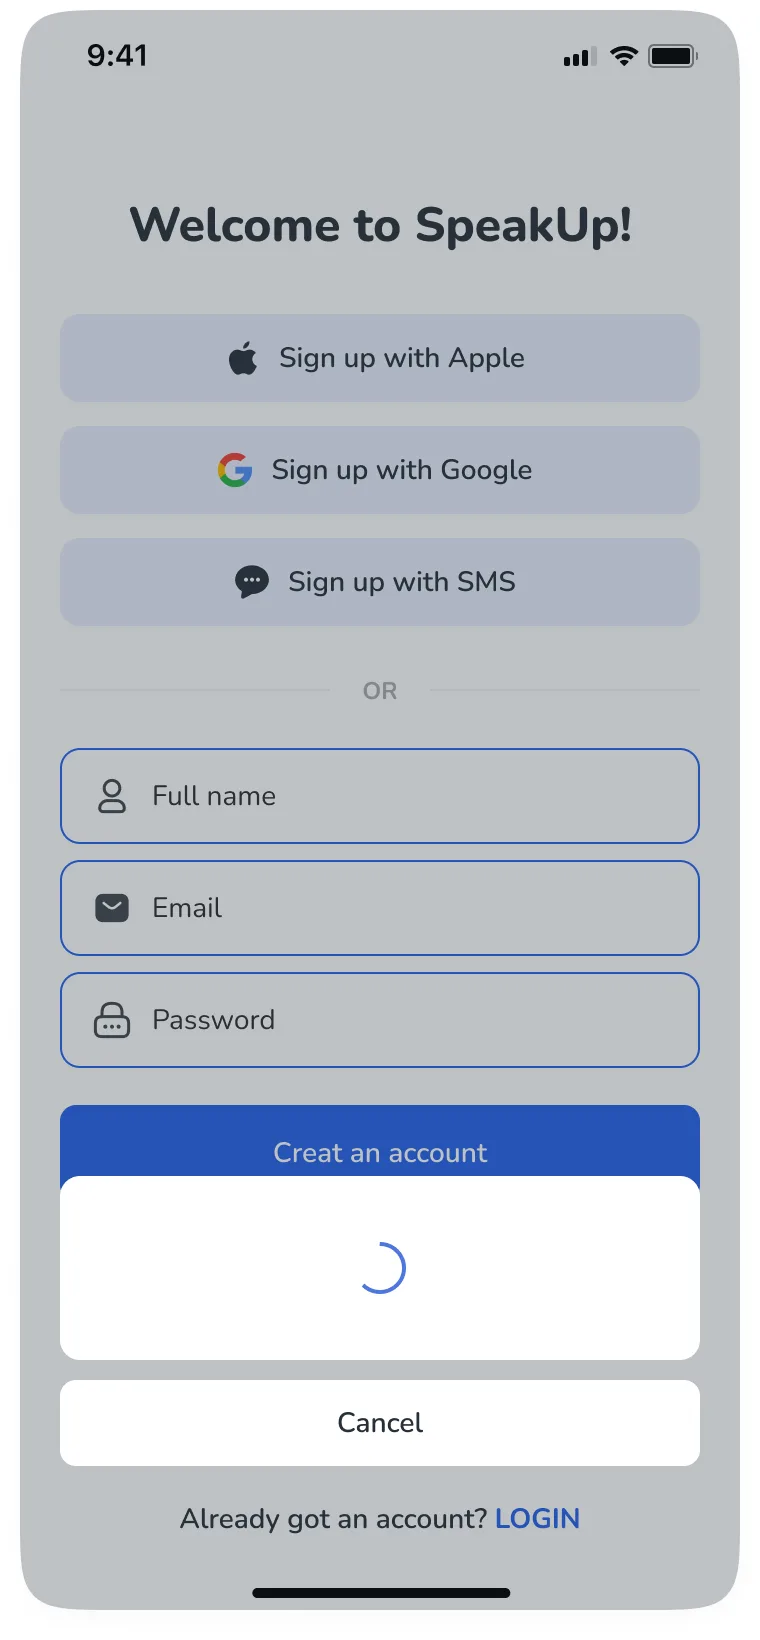 9:41
Welcome to SpeakUp!
Sign up with Apple
Sign up with Google
Sign up with SMS
OR
Full name
Email
Password
Creat an account
Cancel
Already got an account? LOGIN